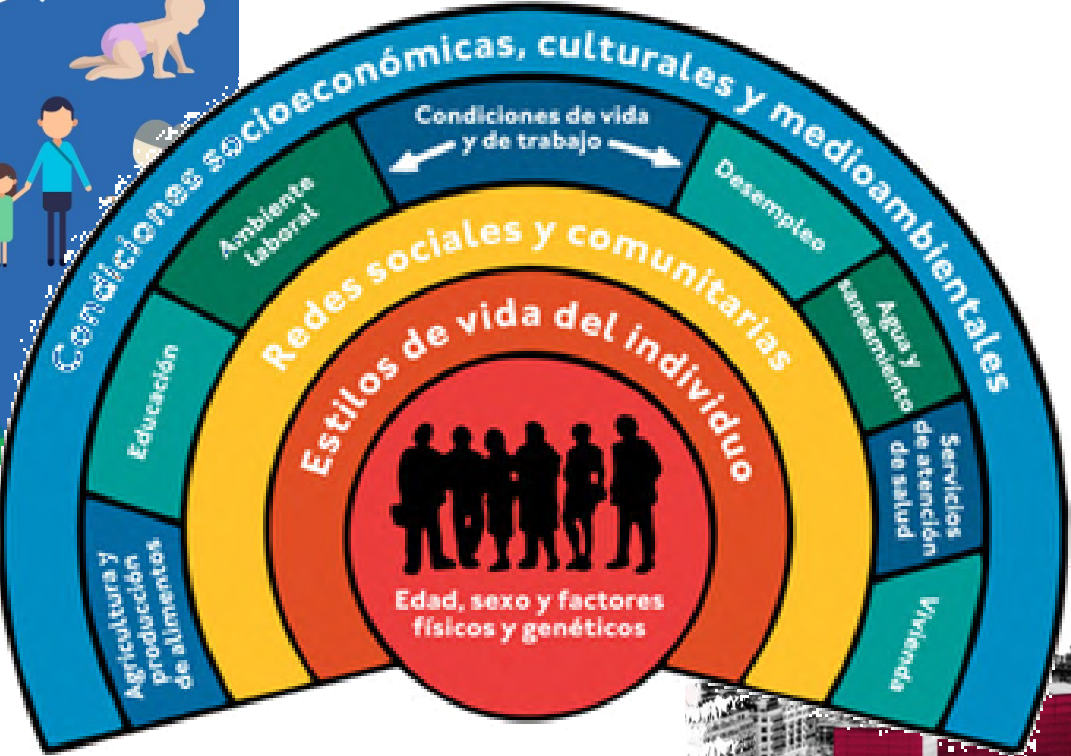 Condiciones socioeconómicas, culturales y medioambientales
Condiciones de vida
y de trabajo
Agricultura y
producción
de alimentos
Educación
Ambiente
laboral
Desempleo
Agua y
saneamiento
Servicios
de atención
de salud
Vivienda
Redes sociales y comunitarias
Estilos de vida del individuo
Edad, sexo y factores
físicos y genéticos